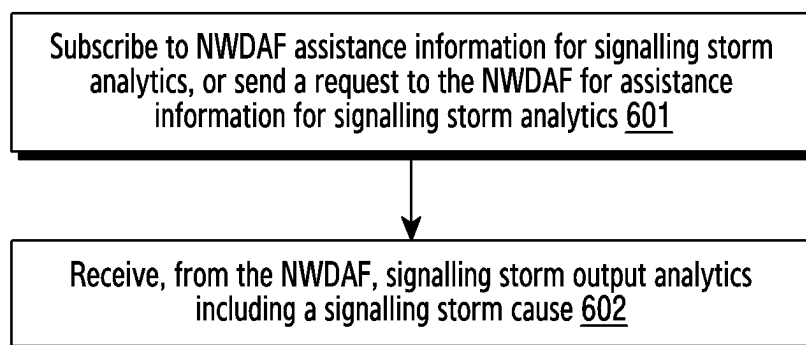 Subscribe to NWDAF assistance information for signalling storm
analytics, or send a request to the NWDAF for assistance
information for signalling storm analytics 601
Receive, from the NWDAF, signalling storm output analytics
including a signalling storm cause 602